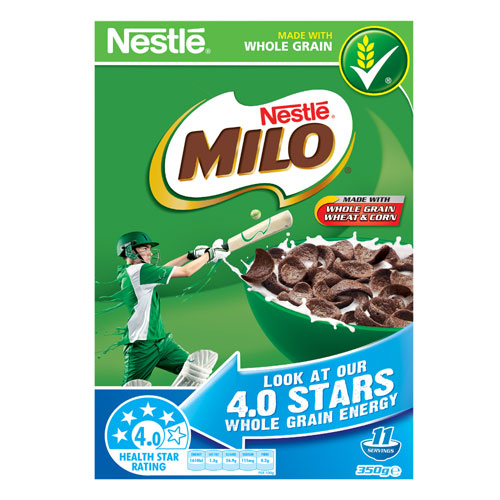 Nestlé®
MADE WITH
WHOLE GRAIN
®
Nestlé®
MILO®
MADE WITH
WHOLE GRAIN
WHEAT & CORN
LOOK AT OUR
4.0 STARS
WHOLE GRAIN ENERGY
4.0
HEALTH STAR
RATING
11
SERVINGS
350g e